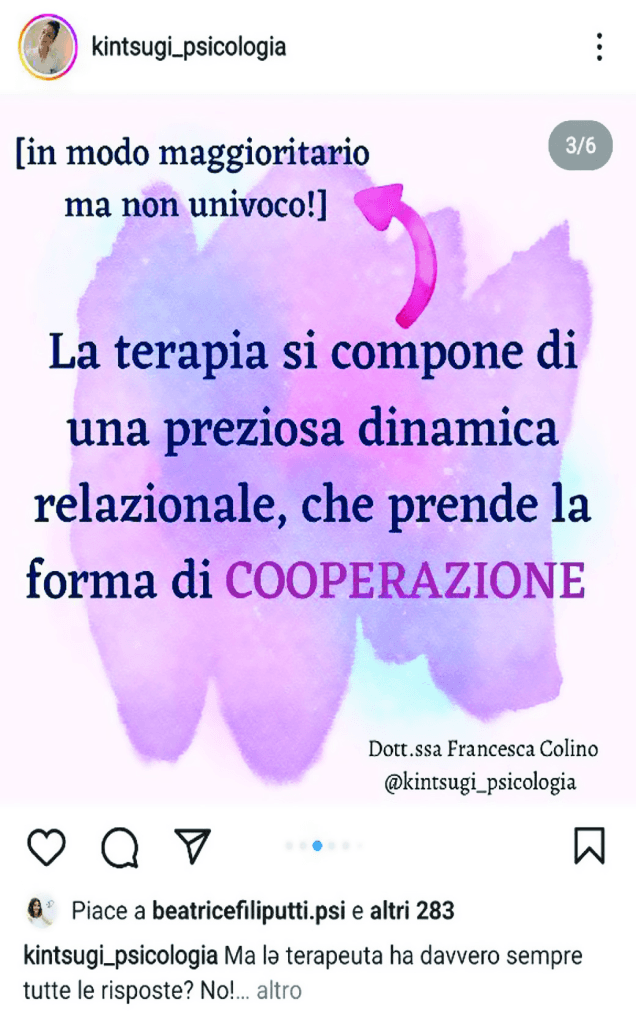 kintsugi_psicologia
3/6
[in modo maggioritario
ma non univoco!]
La terapia si compone di
una preziosa dinamica
relazionale, che prende la
forma di COOPERAZIONE
Dott.ssa Francesca Colino
@kintsugi_psicologia
Piace a beatricefiliputti.psi e altri 283
kintsugi_psicologia Ma lə terapeuta ha davvero sempre
tutte le risposte? No!... altro